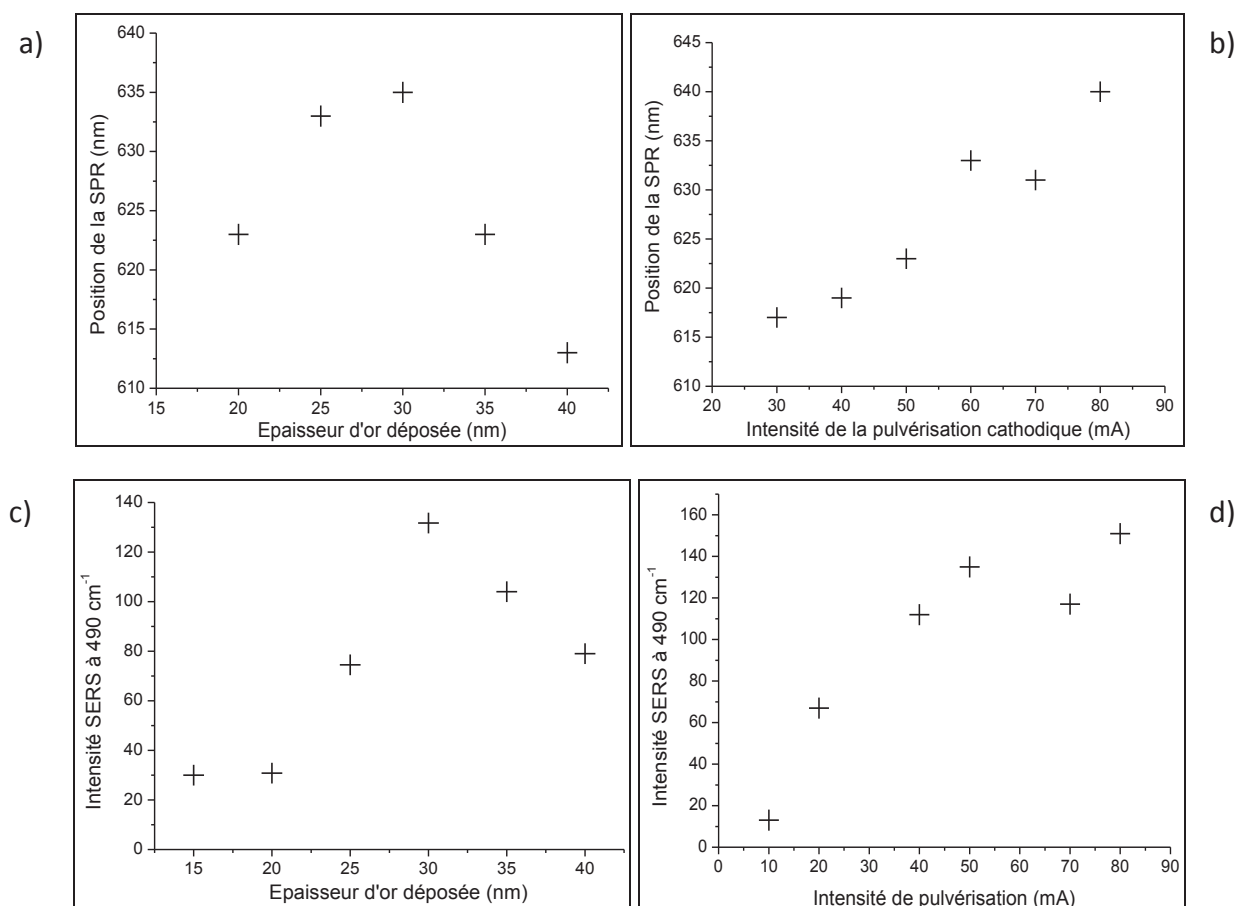 a)
640
635
630
625
620
615
610
15 20 25 30 35 40
Position de la SPR (nm)
Epaisseur d'or déposée (nm)
b)
645
640
635
630
625
620
615
610
20 30 40 50 60 70 80 90
Position de la SPR (nm)
Intensité de la pulvérisation cathodique (mA)
c)
140
120
100
80
60
40
20
0
15 20 25 30 35 40
Intensité SERS à 490 cm⁻¹
Epaisseur d'or déposée (nm)
d)
160
140
120
100
80
60
40
20
0
0 10 20 30 40 50 60 70 80 90
Intensité SERS à 490 cm⁻¹
Intensité de pulvérisation (mA)